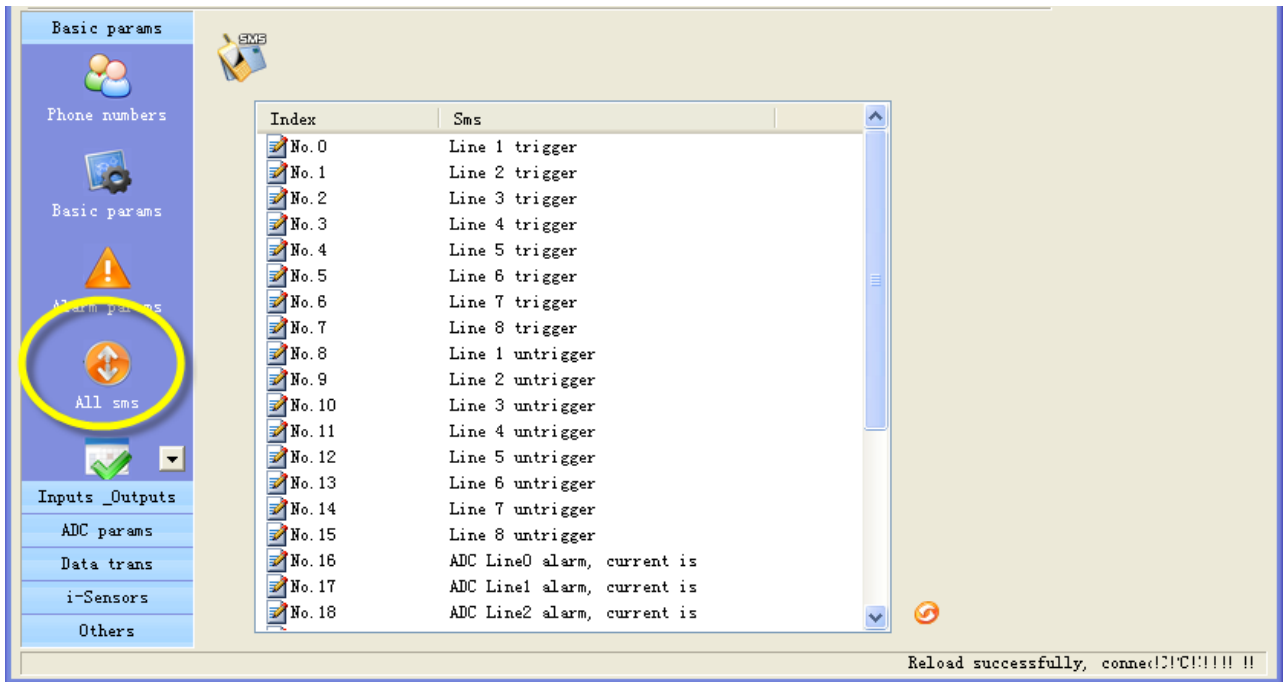 Basic params
Phone numbers
Basic params
Alarm params
All sms
Inputs _Outputs
ADC params
Data trans
i-Sensors
Others
SMS
Index Sms
No. 0 Line 1 trigger
No. 1 Line 2 trigger
No. 2 Line 3 trigger
No. 3 Line 4 trigger
No. 4 Line 5 trigger
No. 5 Line 6 trigger
No. 6 Line 7 trigger
No. 7 Line 8 trigger
No. 8 Line 1 untrigger
No. 9 Line 2 untrigger
No. 10 Line 3 untrigger
No. 11 Line 4 untrigger
No. 12 Line 5 untrigger
No. 13 Line 6 untrigger
No. 14 Line 7 untrigger
No. 15 Line 8 untrigger
No. 16 ADC Line0 alarm, current is
No. 17 ADC Line1 alarm, current is
No. 18 ADC Line2 alarm, current is
Reload successfully,